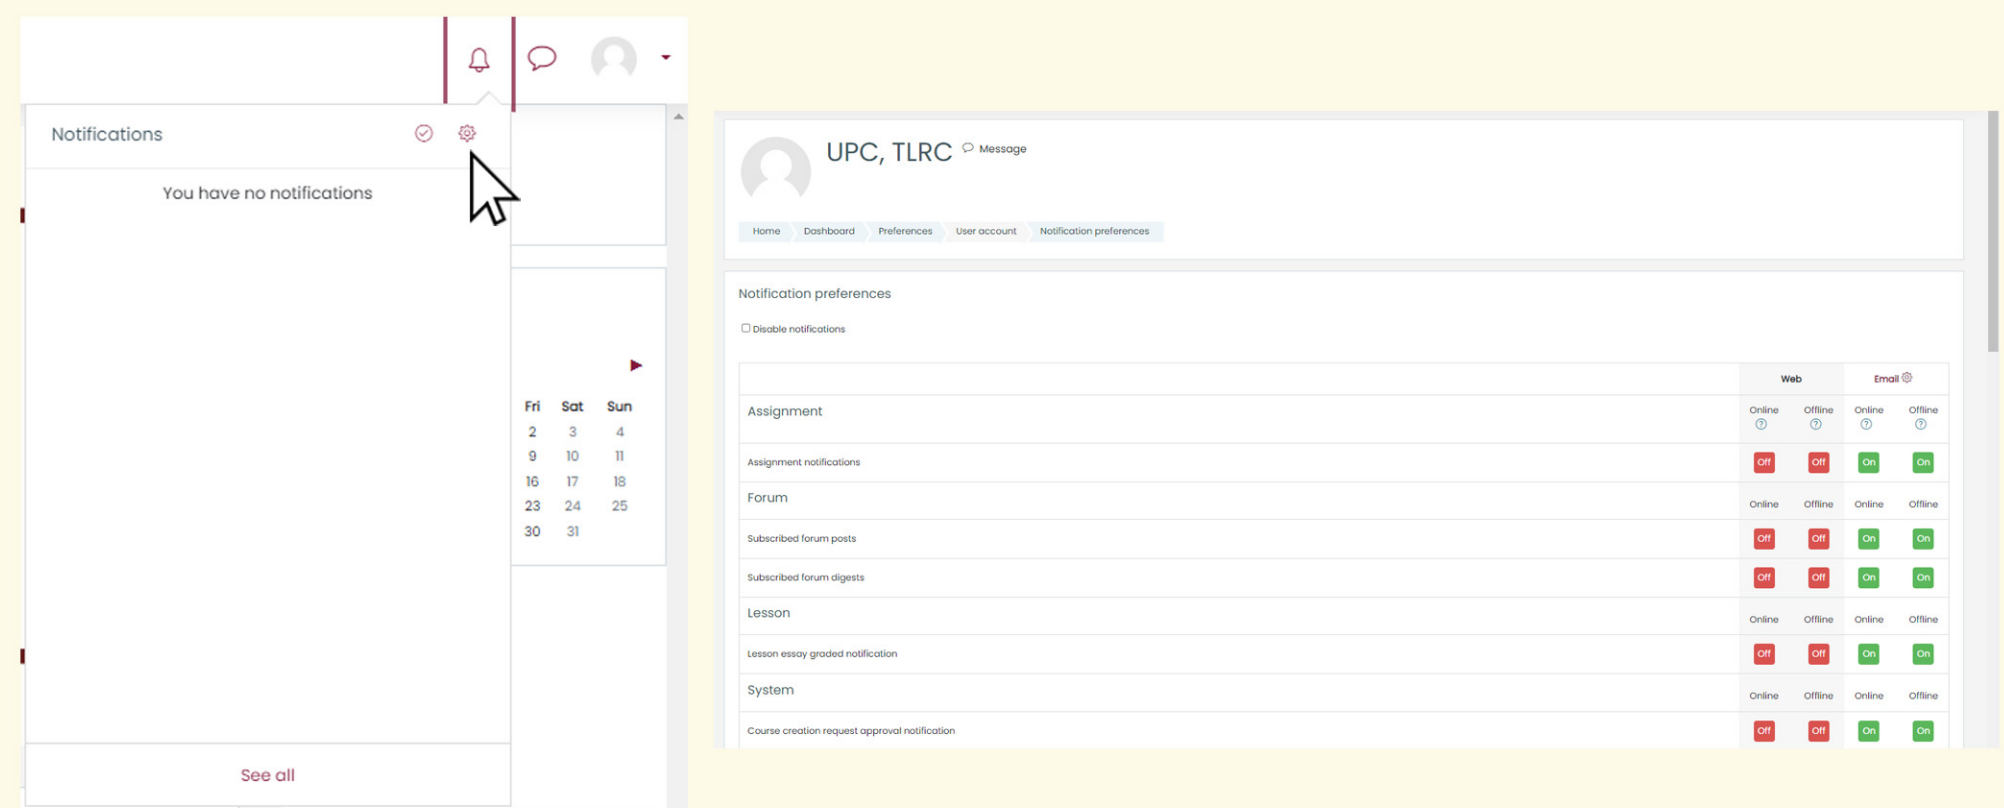 Notifications
You have no notifications
Fri Sat Sun
2 3 4
9 10 11
16 17 18
23 24 25
30 31
See all
UPC, TLRC Message
Home Dashboard Preferences User account Notification preferences
Notification preferences
Disable notifications
Web Email
Assignment Online Offline Online Offline
? ? ? ?
Assignment notifications Off Off On On
Forum Online Offline Online Offline
Subscribed forum posts Off Off On On
Subscribed forum digests Off Off On On
Lesson Online Offline Online Offline
Lesson essay graded notification Off Off On On
System Online Offline Online Offline
Course creation request approval notification Off Off On On